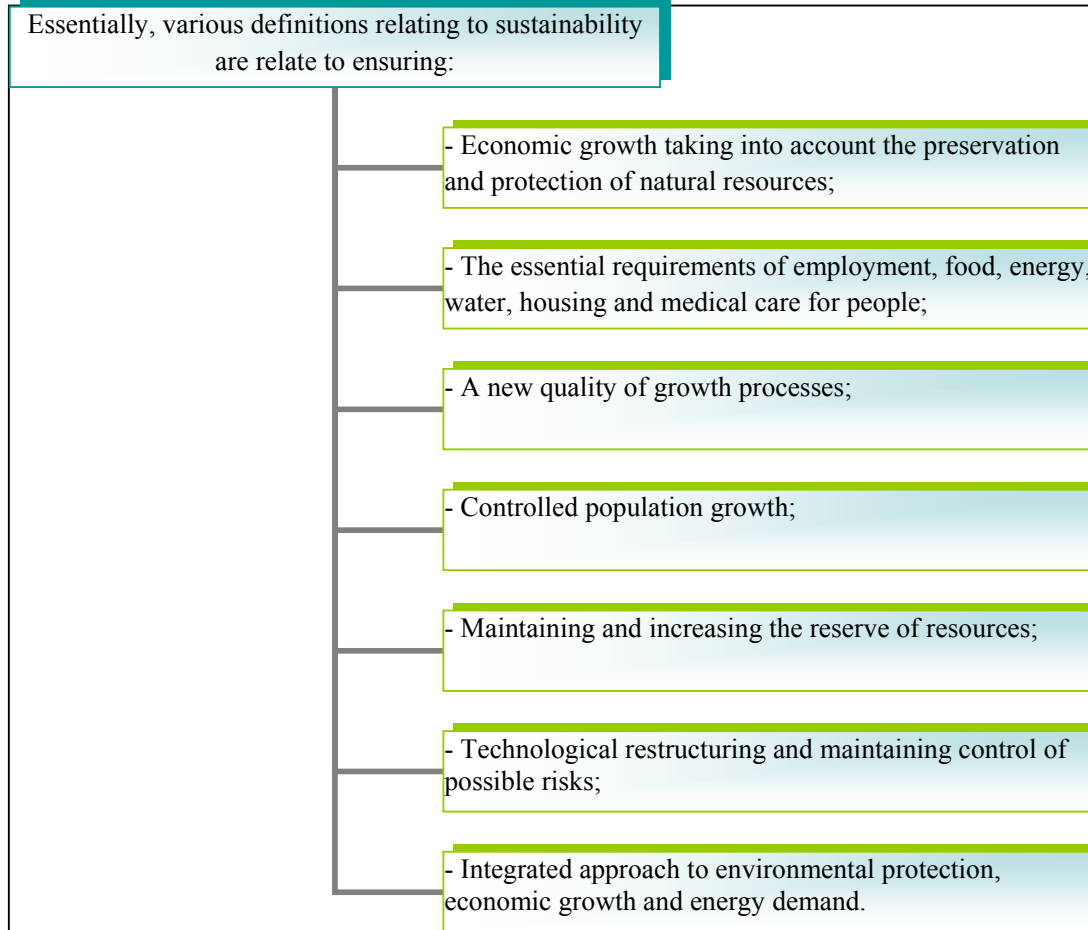 Essentially, various definitions relating to sustainability
are relate to ensuring:
- Economic growth taking into account the preservation
and protection of natural resources;
- The essential requirements of employment, food, energy,
water, housing and medical care for people;
- A new quality of growth processes;
- Controlled population growth;
- Maintaining and increasing the reserve of resources;
- Technological restructuring and maintaining control of
possible risks;
- Integrated approach to environmental protection,
economic growth and energy demand.